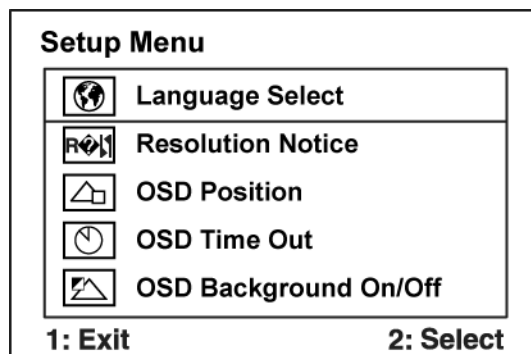 Setup Menu
Language Select
Resolution Notice
OSD Position
OSD Time Out
OSD Background On/Off
1: Exit 2: Select